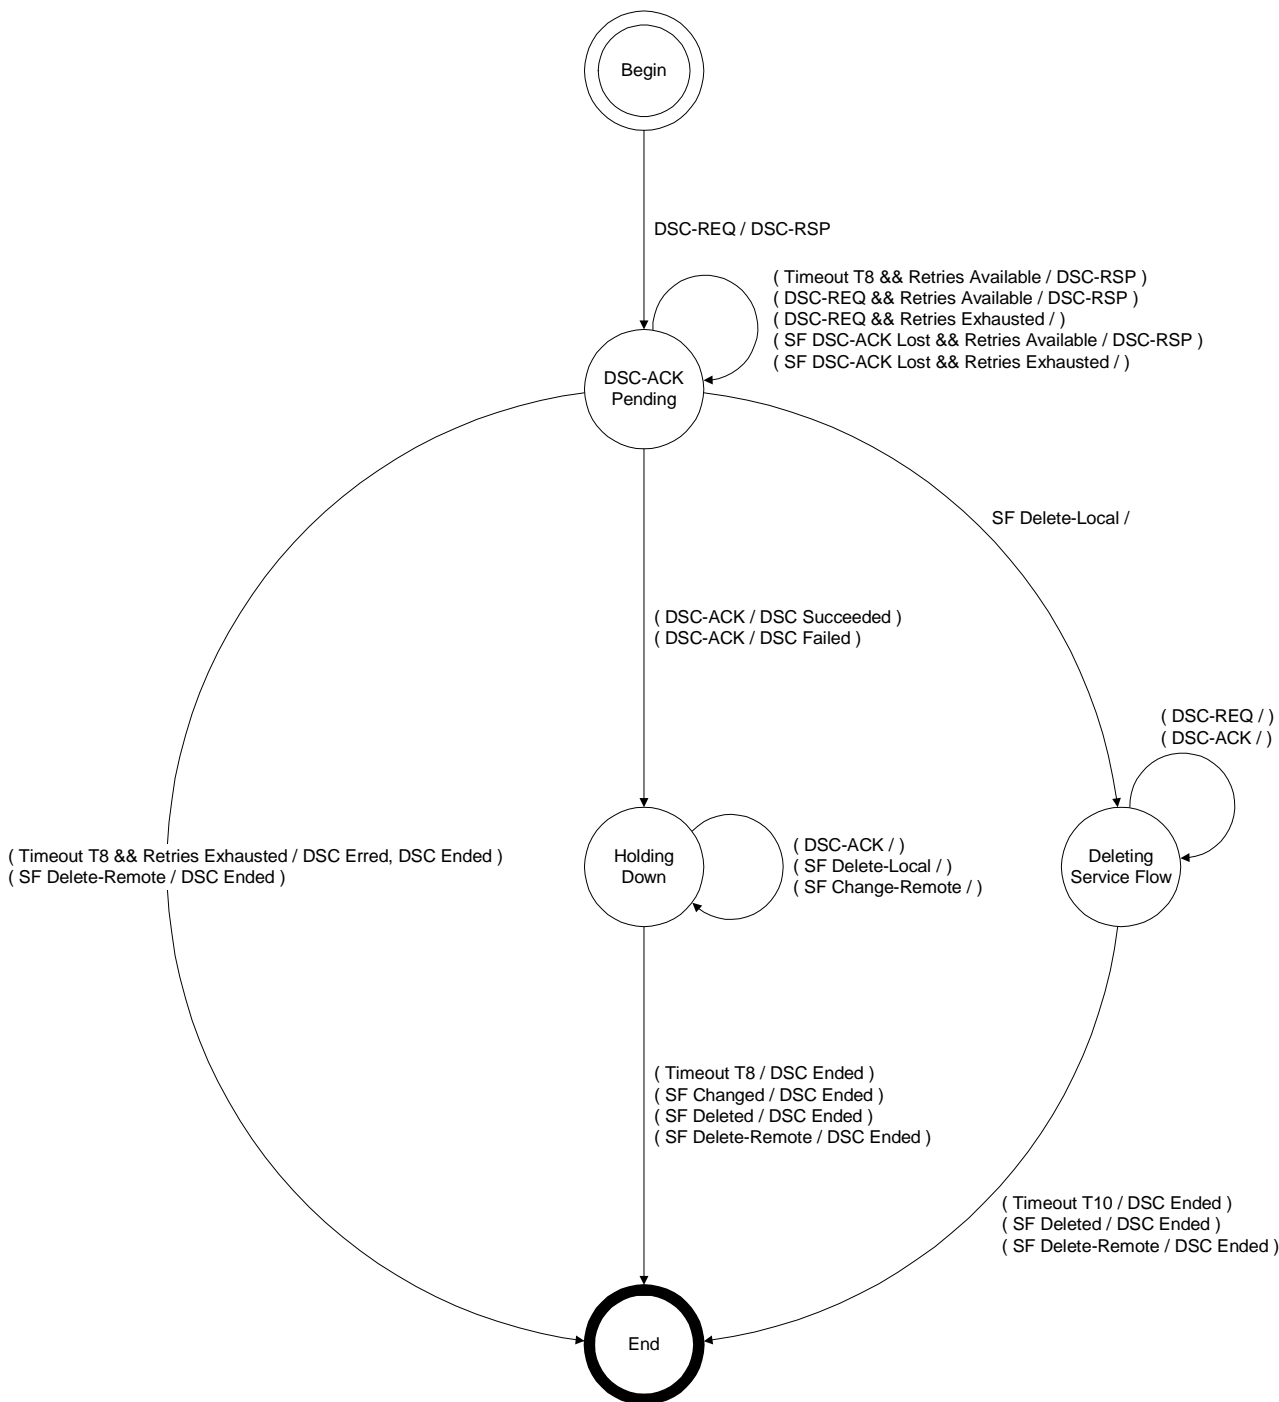 Begin
DSC-REQ / DSC-RSP
( Timeout T8 && Retries Available / DSC-RSP )
( DSC-REQ && Retries Available / DSC-RSP )
( DSC-REQ && Retries Exhausted / )
( SF DSC-ACK Lost && Retries Available / DSC-RSP )
( SF DSC-ACK Lost && Retries Exhausted / )
DSC-ACK
Pending
SF Delete-Local /
( DSC-ACK / DSC Succeeded )
( DSC-ACK / DSC Failed )
( DSC-REQ / )
( DSC-ACK / )
( Timeout T8 && Retries Exhausted / DSC Erred, DSC Ended )
( SF Delete-Remote / DSC Ended )
Holding
Down
( DSC-ACK / )
( SF Delete-Local / )
( SF Change-Remote / )
Deleting
Service Flow
( Timeout T8 / DSC Ended )
( SF Changed / DSC Ended )
( SF Deleted / DSC Ended )
( SF Delete-Remote / DSC Ended )
( Timeout T10 / DSC Ended )
( SF Deleted / DSC Ended )
( SF Delete-Remote / DSC Ended )
End